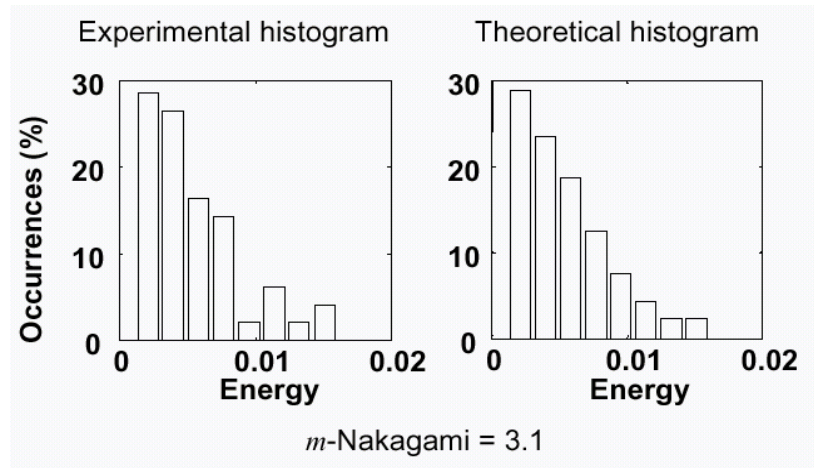 Experimental histogram
Theoretical histogram
Occurrences (%)
30
20
10
0
0 0.01 0.02
Energy
30
20
10
0
0 0.01 0.02
Energy
m-Nakagami = 3.1